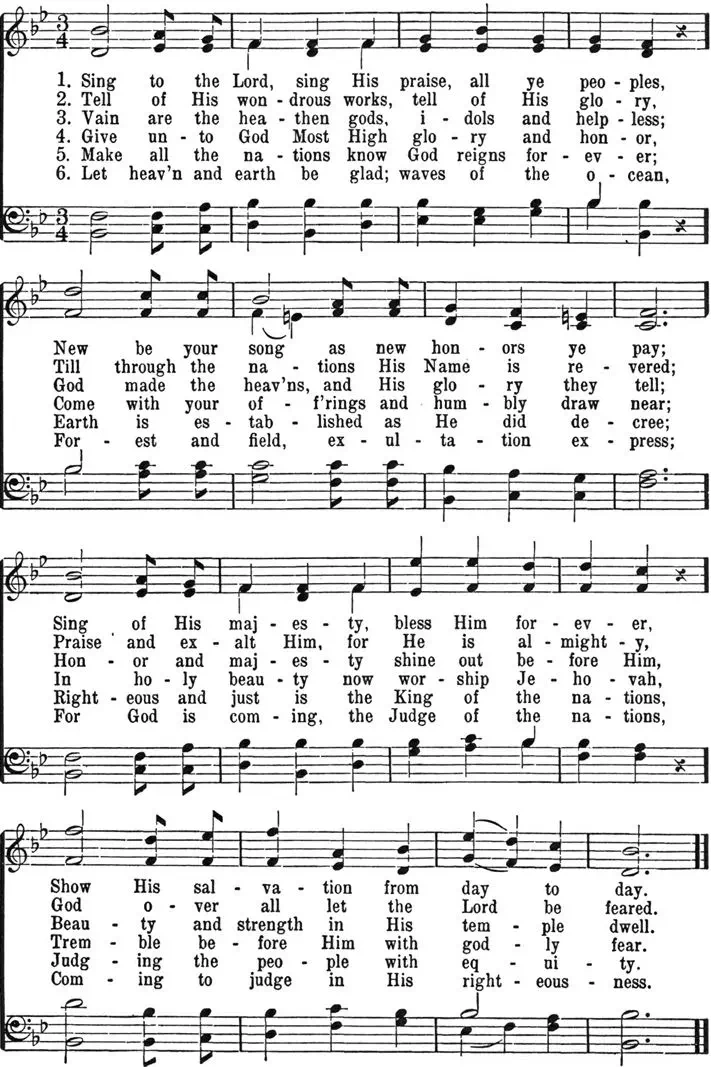 3 4
1. Sing to the Lord, sing His praise, all ye peo - ples,
2. Tell of His won - drous works, tell of His glo - ry,
3. Vain are the hea - then gods, i - dols and help - less;
4. Give un - to God Most High glo - ry and hon - or,
5. Make all the na - tions know God reigns for - ev - er;
6. Let heav'n and earth be glad; waves of the o - cean,
3 4
New be your song as new hon - ors ye pay;
Till through the na - tions His Name is re - vered;
God made the heav'ns, and His glo - ry they tell;
Come with your of - f'rings and hum - bly draw near;
Earth is es - tab - lished as He did de - cree;
For - est and field, ex - ul - ta - tion ex - press;
Sing of His maj - es - ty, bless Him for - ev - er,
Praise and ex - alt Him, for He is al - might - y,
Hon - or and maj - es - ty shine out be - fore Him,
In ho - ly beau - ty now wor - ship Je - ho - vah,
Right - eous and just is the King of the na - tions,
For God is com - ing, the Judge of the na - tions,
Show His sal - va - tion from day to day.
God o - ver all let the Lord be feared.
Beau - ty and strength in His tem - ple dwell.
Trem - ble be - fore Him with god - ly fear.
Judg - ing the peo - ple with eq - ui - ty.
Com - ing to judge in His right - eous - ness.